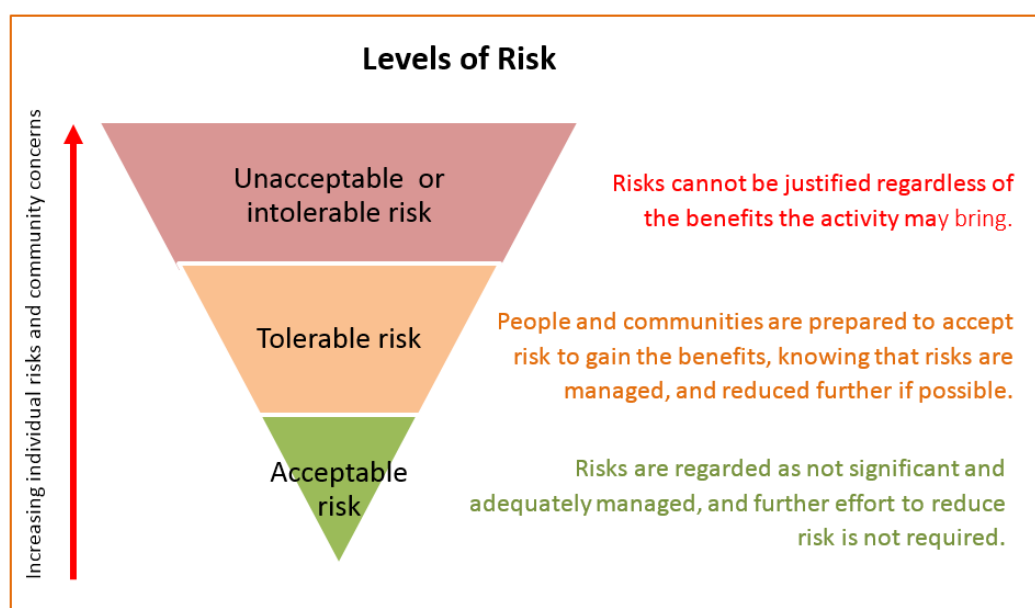 Levels of Risk
Increasing individual risks and community concerns
Unacceptable or
intolerable risk
Risks cannot be justified regardless of
the benefits the activity may bring.
Tolerable risk
People and communities are prepared to accept
risk to gain the benefits, knowing that risks are
managed, and reduced further if possible.
Acceptable
risk
Risks are regarded as not significant and
adequately managed, and further effort to reduce
risk is not required.